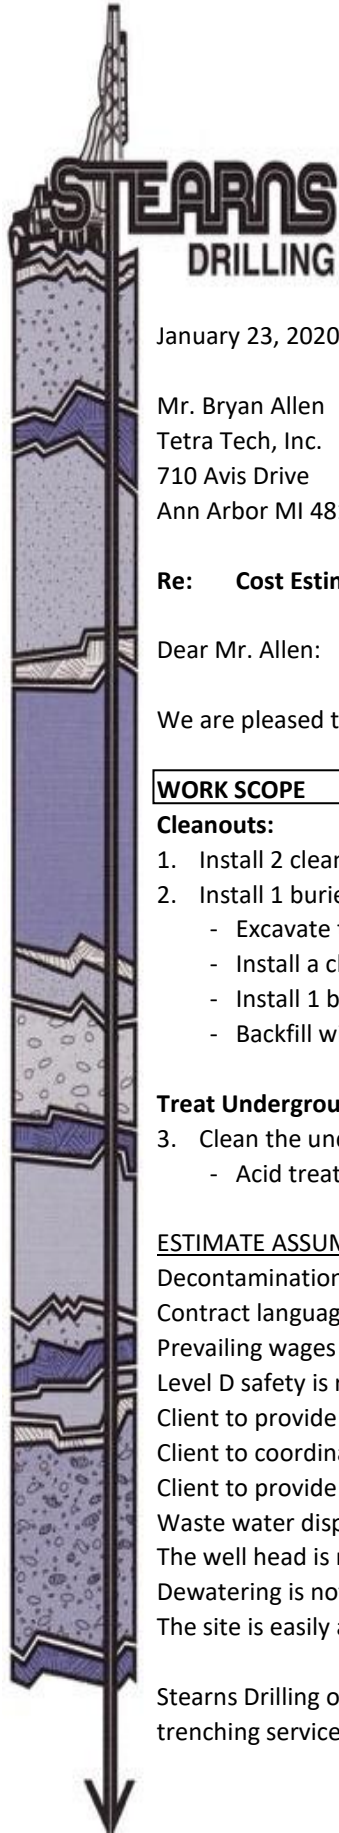 STEARNS
DRILLING
January 23, 2020
Mr. Bryan Allen
Tetra Tech, Inc.
710 Avis Drive
Ann Arbor MI 48
Re: Cost Estim
Dear Mr. Allen:
We are pleased t
WORK SCOPE
Cleanouts:
1. Install 2 clean
2. Install 1 burie
- Excavate
- Install a cl
- Install 1 b
- Backfill w
Treat Undergrou
3. Clean the und
- Acid treat
ESTIMATE ASSUM
Decontamination
Contract languag
Prevailing wages
Level D safety is
Client to provide
Client to coordina
Client to provide
Waste water disp
The well head is
Dewatering is no
The site is easily
Stearns Drilling o
trenching service